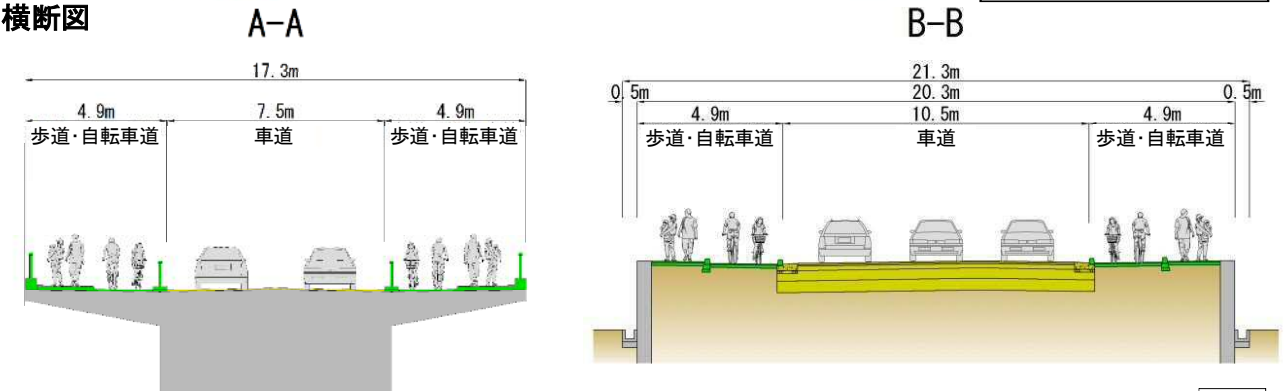 横断図
A-A
17.3m
4.9m 7.5m 4.9m
歩道・自転車道 車道 歩道・自転車道
B-B
21.3m
0.5m 20.3m 0.5m
4.9m 10.5m 4.9m
歩道・自転車道 車道 歩道・自転車道